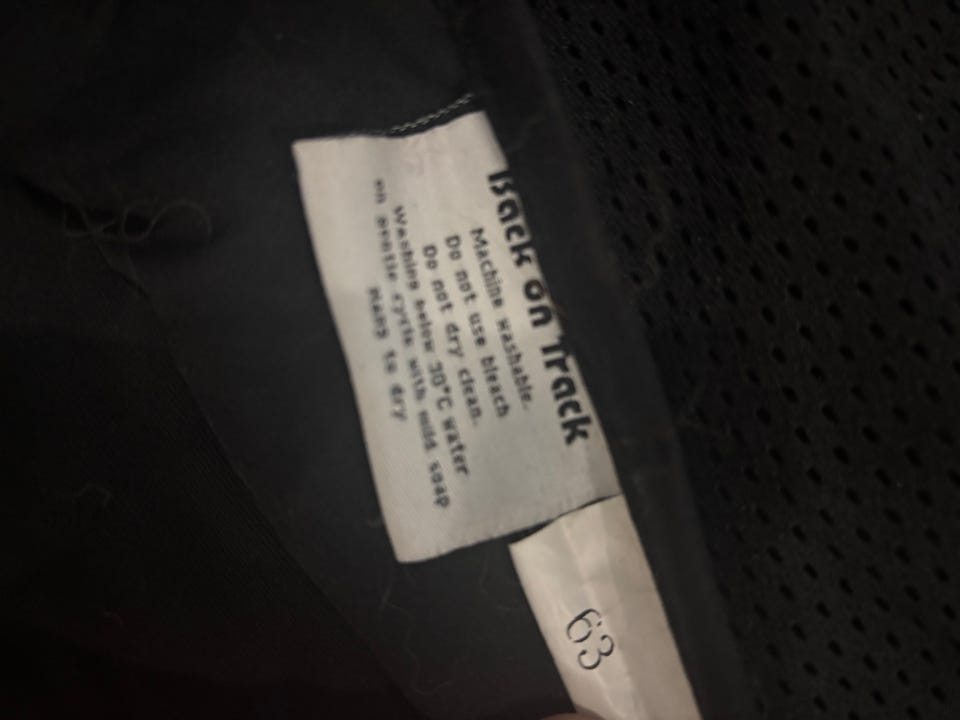 Back on Track
Machine washable.
Do not use bleach
Do not dry clean.
Washing below 30°C water
on gentle cycle with mild soap
Hang to dry
63